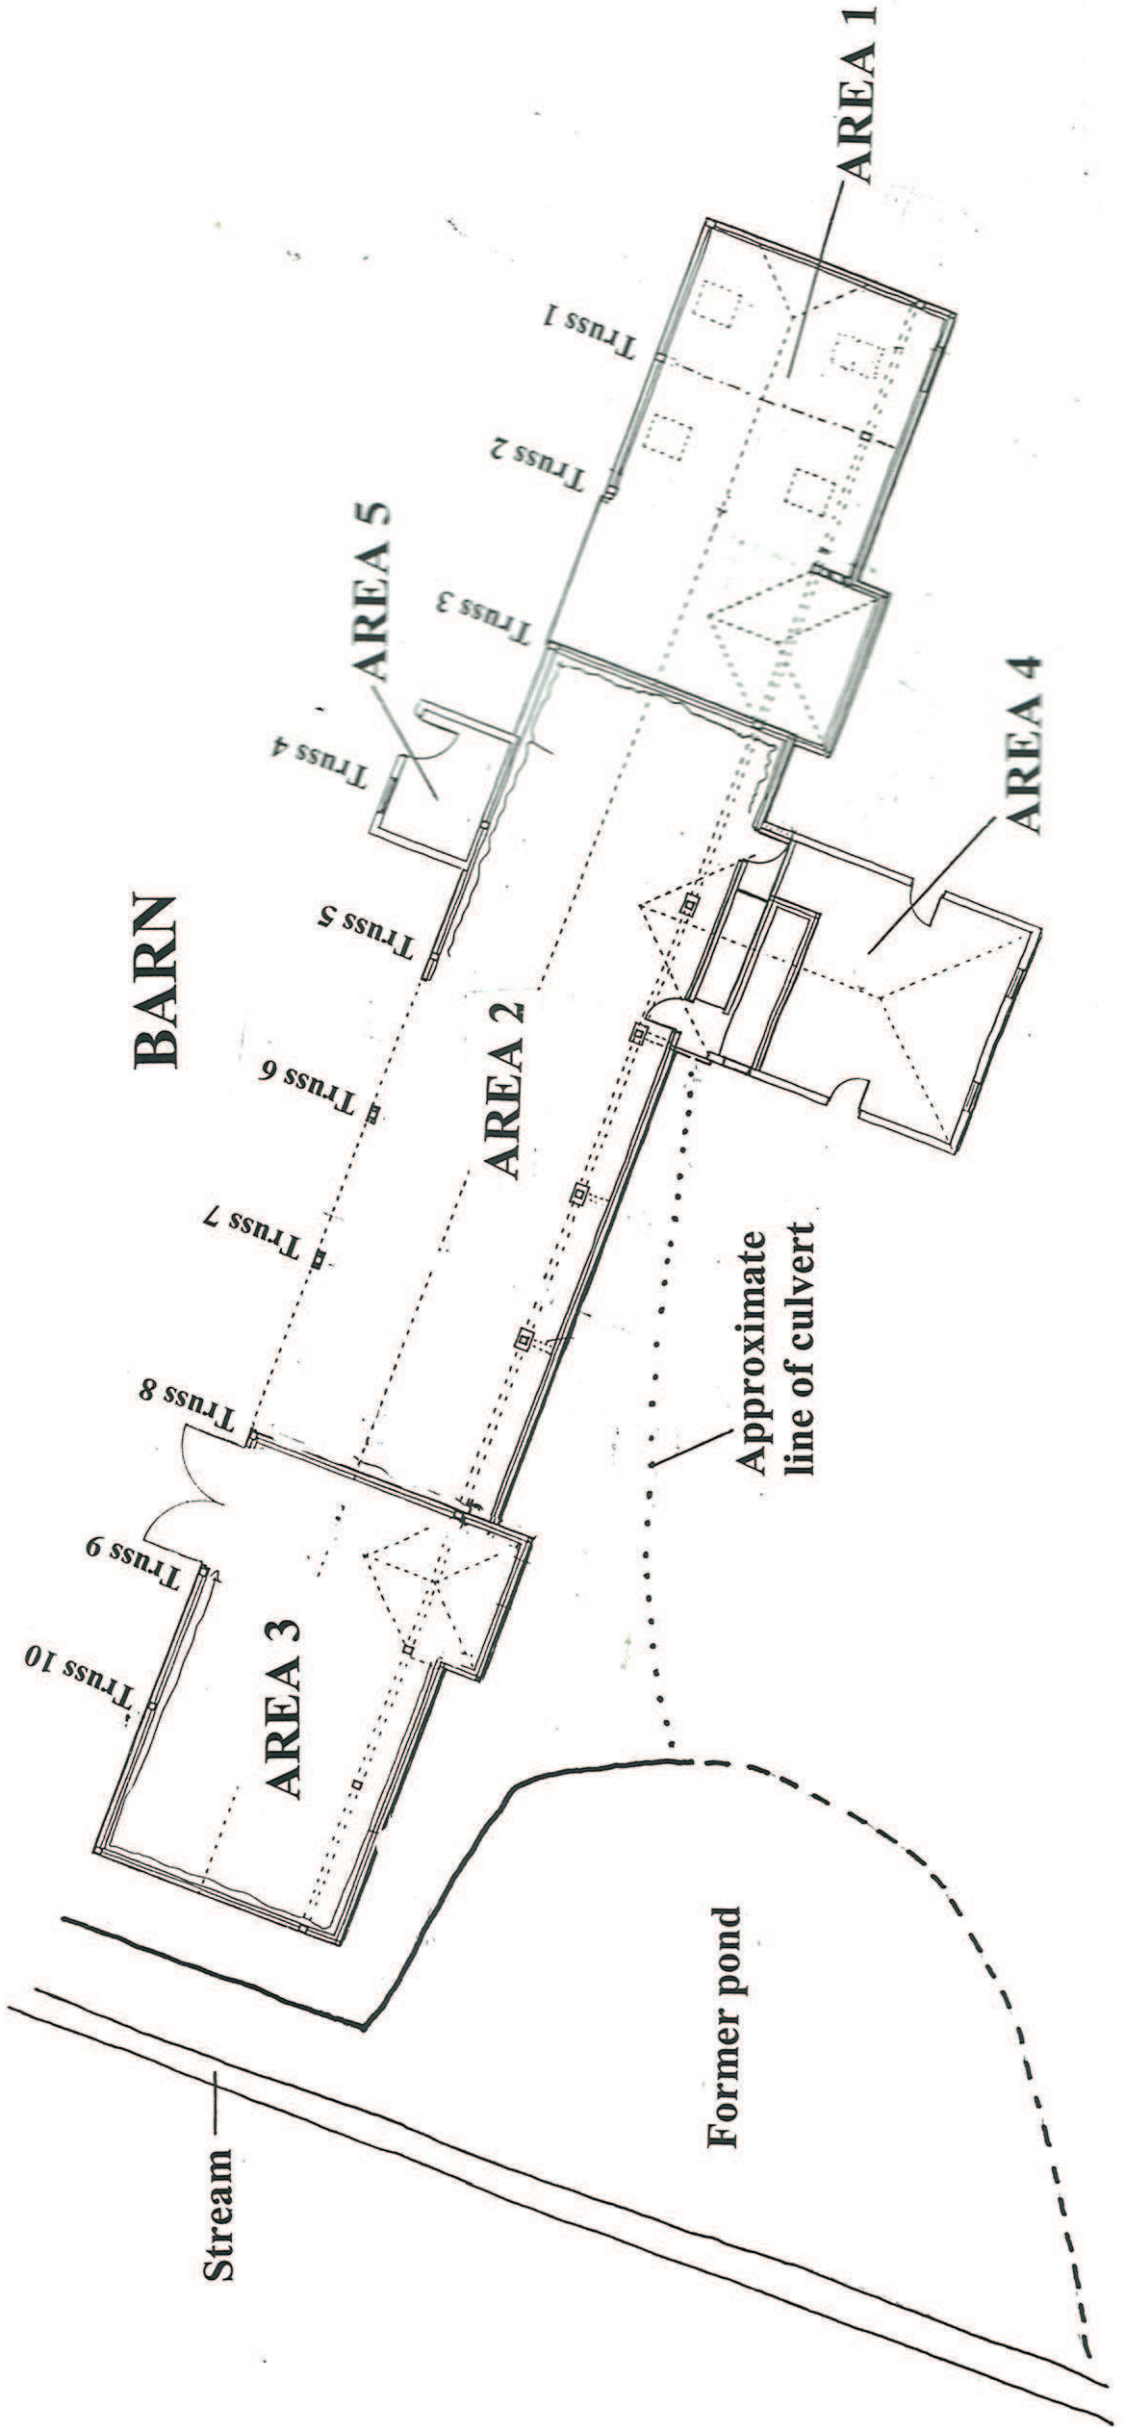 BARN
Truss 10
Truss 9
Truss 8
Truss 7
Truss 6
Truss 5
Truss 4
Truss 3
Truss 2
Truss 1
AREA 5
AREA 3
AREA 2
AREA 1
AREA 4
Stream
Former pond
Approximate
line of culvert